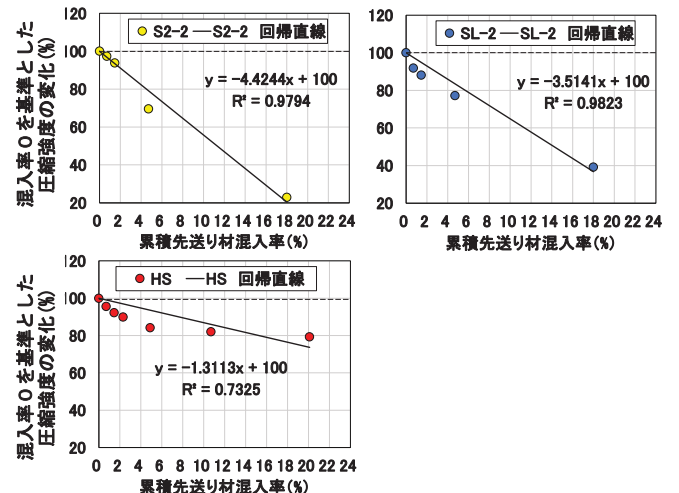 120
S2-2 S2-2 回帰直線
100
80
60
40
20
y = -4.4244x + 100
R² = 0.9794
0 2 4 6 8 10 12 14 16 18 20 22 24
累積先送り材混入率(%)
混入率０を基準とした
圧縮強度の変化(%)
120
SL-2 SL-2 回帰直線
100
80
60
40
20
y = -3.5141x + 100
R² = 0.9823
0 2 4 6 8 10 12 14 16 18 20 22 24
累積先送り材混入率(%)
120
HS HS 回帰直線
100
80
60
40
20
y = -1.3113x + 100
R² = 0.7325
0 2 4 6 8 10 12 14 16 18 20 22 24
累積先送り材混入率(%)
混入率０を基準とした
圧縮強度の変化(%)